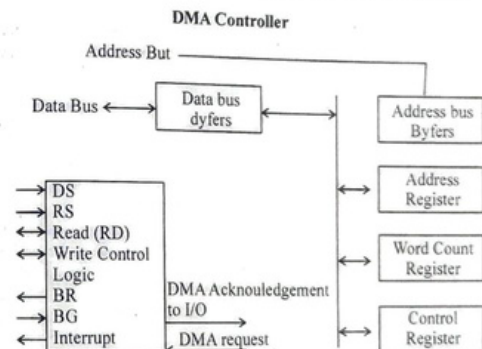 DMA Controller
Address But
Data Bus
Data bus
dyfers
Address bus
Byfers
Address
Register
Word Count
Register
Control
Register
DS
RS
Read (RD)
Write Control
Logic
BR
BG
Interrupt
DMA Acknouledgement
to I/O
DMA request